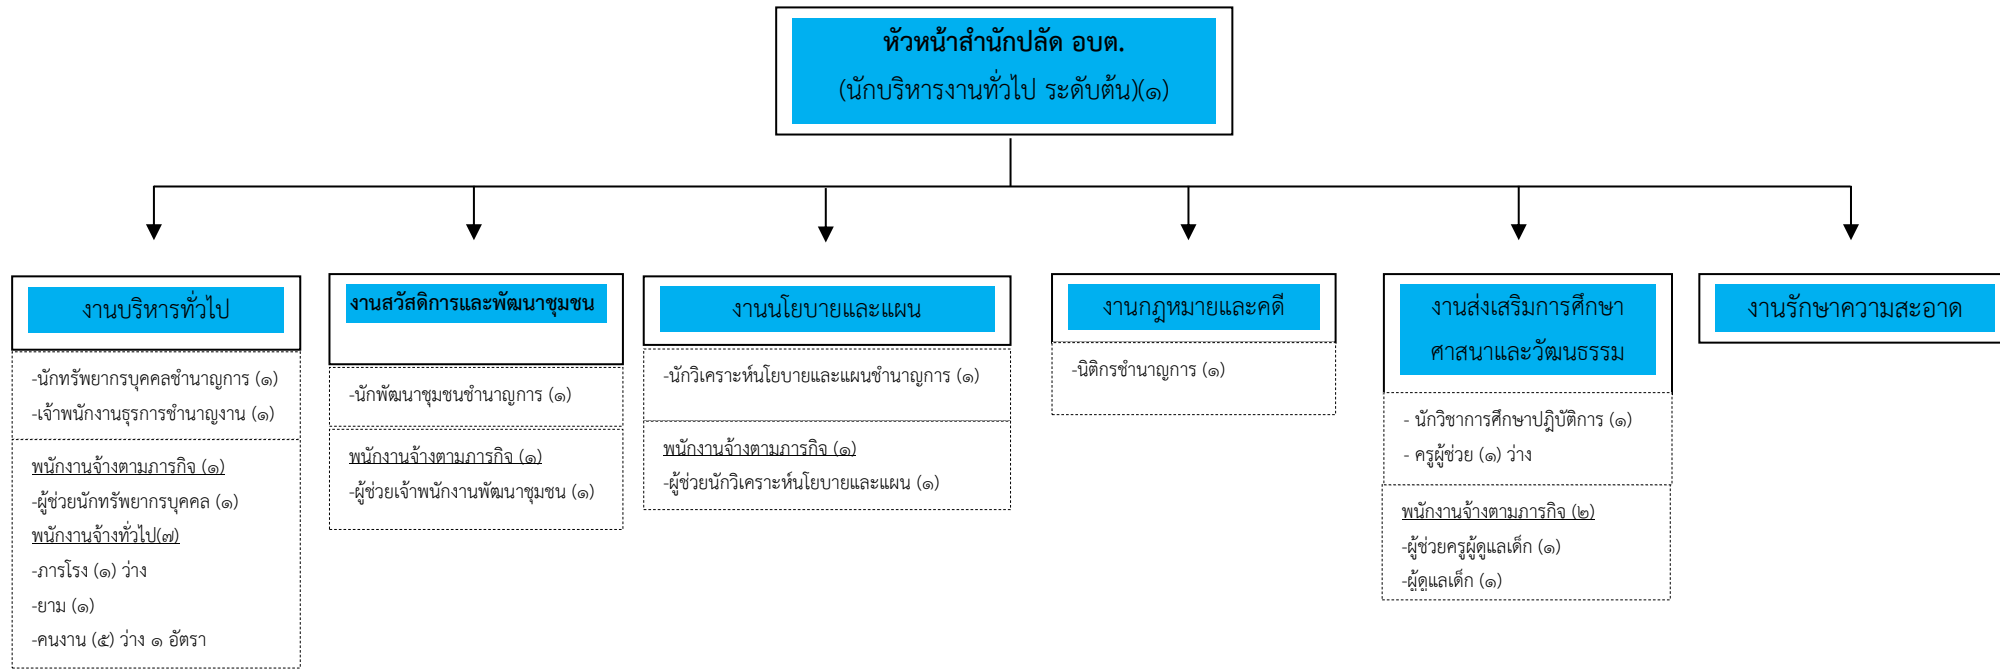 หัวหน้าสำนักปลัด อบต.
(นักบริหารงานทั่วไป ระดับต้น)(๑)
งานบริหารทั่วไป
-นักทรัพยากรบุคคลชำนาญการ (๑)
-เจ้าพนักงานธุรการชำนาญงาน (๑)
พนักงานจ้างตามภารกิจ (๑)
-ผู้ช่วยนักทรัพยากรบุคคล (๑)
พนักงานจ้างทั่วไป(๗)
-ภารโรง (๑) ว่าง
-ยาม (๑)
-คนงาน (๕) ว่าง ๑ อัตรา
งานสวัสดิการและพัฒนาชุมชน
-นักพัฒนาชุมชนชำนาญการ (๑)
พนักงานจ้างตามภารกิจ (๑)
-ผู้ช่วยเจ้าพนักงานพัฒนาชุมชน (๑)
งานนโยบายและแผน
-นักวิเคราะห์นโยบายและแผนชำนาญการ (๑)
พนักงานจ้างตามภารกิจ (๑)
-ผู้ช่วยนักวิเคราะห์นโยบายและแผน (๑)
งานกฎหมายและคดี
-นิติกรชำนาญการ (๑)
งานส่งเสริมการศึกษา
ศาสนาและวัฒนธรรม
- นักวิชาการศึกษาปฏิบัติการ (๑)
- ครูผู้ช่วย (๑) ว่าง
พนักงานจ้างตามภารกิจ (๒)
-ผู้ช่วยครูผู้ดูแลเด็ก (๑)
-ผู้ดูแลเด็ก (๑)
งานรักษาความสะอาด